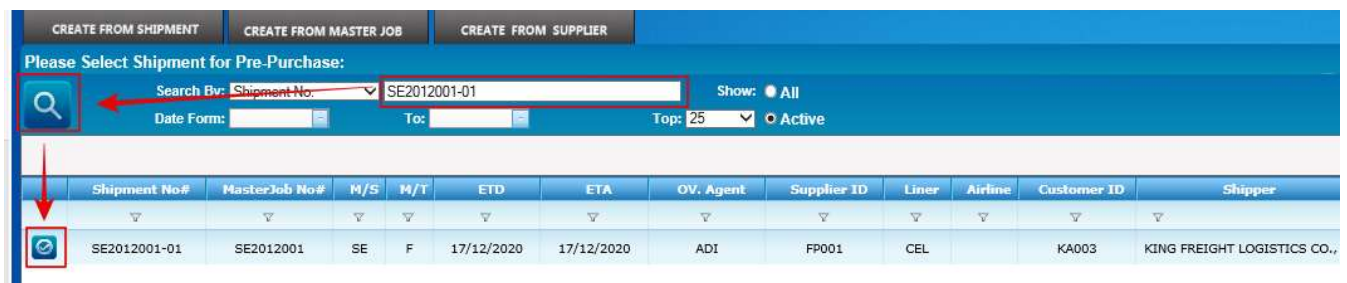 CREATE FROM SHIPMENT CREATE FROM MASTER JOB CREATE FROM SUPPLIER
Please Select Shipment for Pre-Purchase:
Search By: Shipment No. SE2012001-01 Show: All
Date Form: To: Top: 25 Active
Shipment No# MasterJob No# M/S M/T ETD ETA OV. Agent Supplier ID Liner Airline Customer ID Shipper
SE2012001-01 SE2012001 SE F 17/12/2020 17/12/2020 ADI FP001 CEL KA003 KING FREIGHT LOGISTICS CO.,